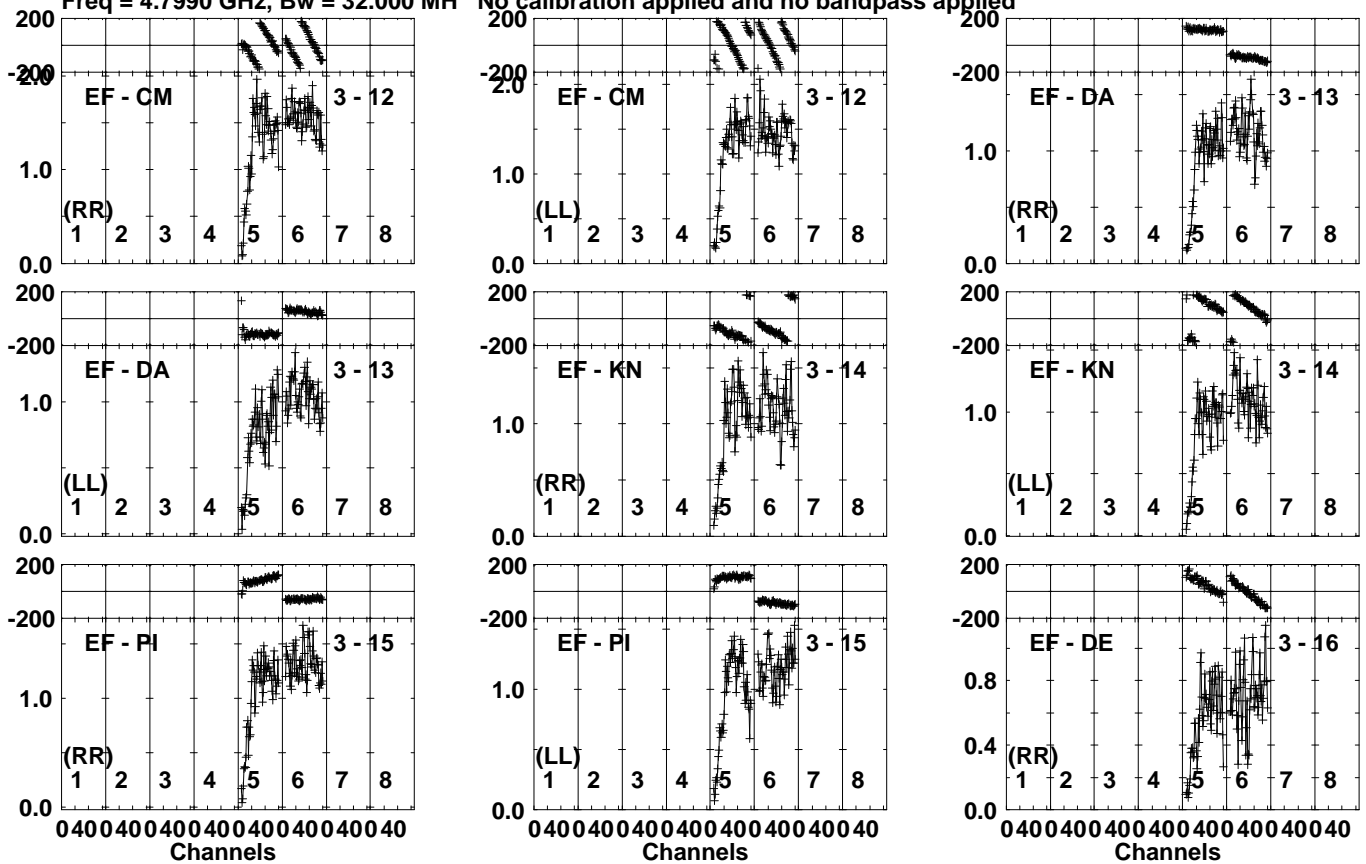 Freq = 4.7990 GHz, Bw = 32.000 MH No calibration applied and no bandpass applied
200 200 200
-200 -200 -200
2.0 2.0
EF - CM 3 - 12 EF - CM 3 - 12 EF - DA 3 - 13
1.0 1.0 1.0
(RR) (LL) (RR)
1 2 3 4 5 6 7 8 1 2 3 4 5 6 7 8 1 2 3 4 5 6 7 8
0.0 0.0 0.0
200 200 200
-200 -200 -200
EF - DA 3 - 13 EF - KN 3 - 14 EF - KN 3 - 14
1.0 1.0 1.0
(LL) (RR) (LL)
1 2 3 4 5 6 7 8 1 2 3 4 5 6 7 8 1 2 3 4 5 6 7 8
0.0 0.0 0.0
200 200 200
-200 -200 -200
EF - PI 3 - 15 EF - PI 3 - 15 EF - DE 3 - 16
1.0 1.0 0.8
0.4
(RR) (LL) (RR)
1 2 3 4 5 6 7 8 1 2 3 4 5 6 7 8 1 2 3 4 5 6 7 8
0.0 0.0 0.0
0 40 0 40 0 40 0 40 0 40 0 40 0 40 0 40 0 40 0 40 0 40 0 40 0 40 0 40 0 40 0 40 0 40 0 40 0 40 0 40 0 40 0 40 0 40 0 40
Channels Channels Channels